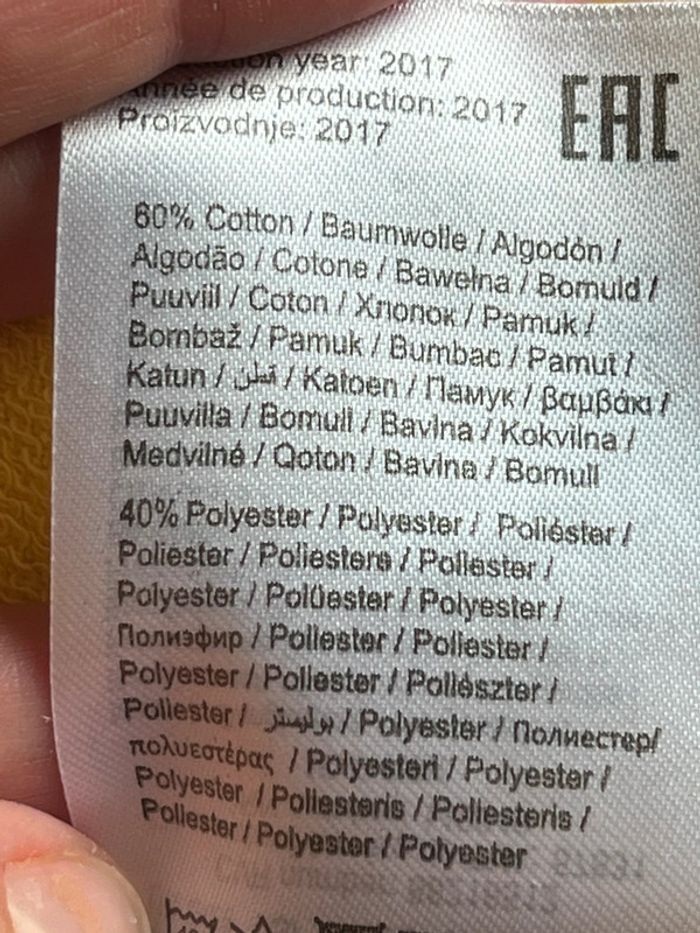 year: 2017
Année de production: 2017
Proizvodnje: 2017
EAC
60% Cotton / Baumwolle / Algodón /
Algodão / Cotone / Bawełna / Bomuld /
Puuvill / Coton / Хлопок / Pamuk /
Bombaž / Pamuk / Bumbac / Pamut /
Katun / قطن / Katoen / Памук / βαμβάκι /
Puuvilla / Bomull / Bavlna / Kokvilna /
Medvilnė / Qoton / Bavlna / Bomull
40% Polyester / Polyester / Poliéster /
Poliester / Poliestere / Poliester /
Polyester / Polüester / Polyester /
Полиэфир / Poliester / Poliester /
Polyester / Poliester / Poliészter /
Poliester / بوليستر / Polyester / Полиестер/
πολυεστέρας / Polyesteri / Polyester /
Polyester / Poliesteris / Poliesteris /
Poliester / Polyester / Polyester